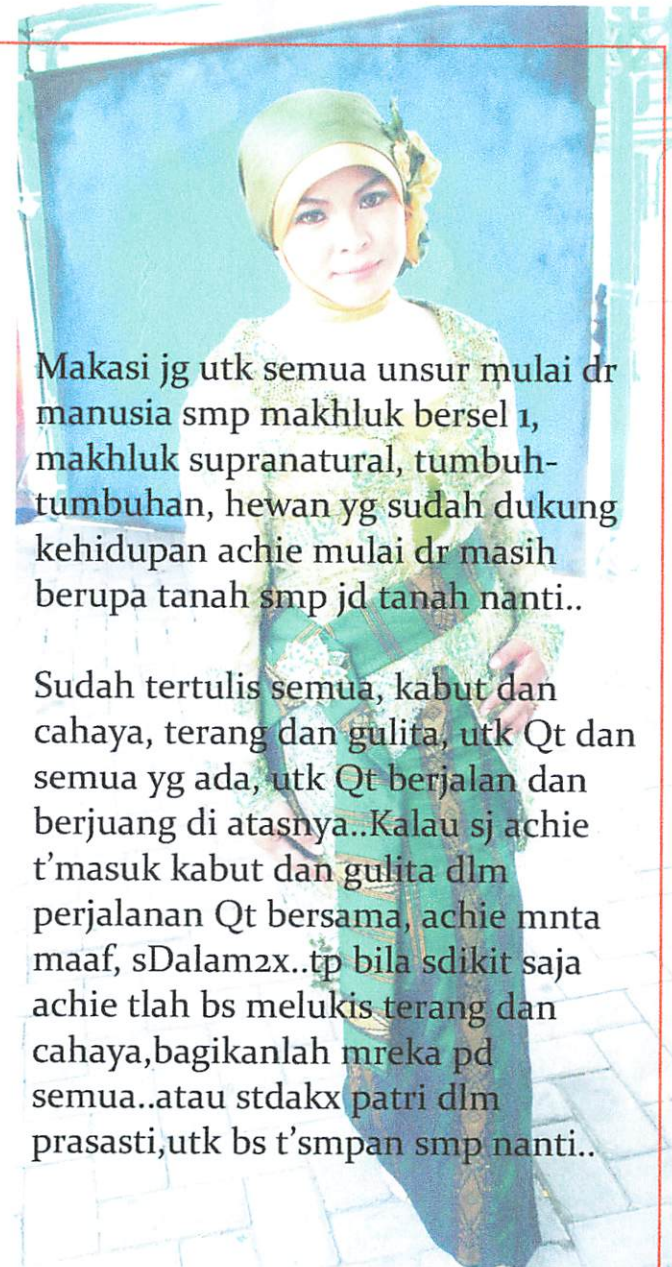 Makasi jg utk semua unsur mulai dr
manusia smp makhluk bersel 1,
makhluk supranatural, tumbuh-
tumbuhan, hewan yg sudah dukung
kehidupan achie mulai dr masih
berupa tanah smp jd tanah nanti..
Sudah tertulis semua, kabut dan
cahaya, terang dan gulita, utk Qt dan
semua yg ada, utk Qt berjalan dan
berjuang di atasnya..Kalau sj achie
t'masuk kabut dan gulita dlm
perjalanan Qt bersama, achie mnta
maaf, sDalam2x..tp bila sdikit saja
achie tlah bs melukis terang dan
cahaya,bagikanlah mreka pd
semua..atau stdakx patri dlm
prasasti,utk bs t'smpan smp nanti..